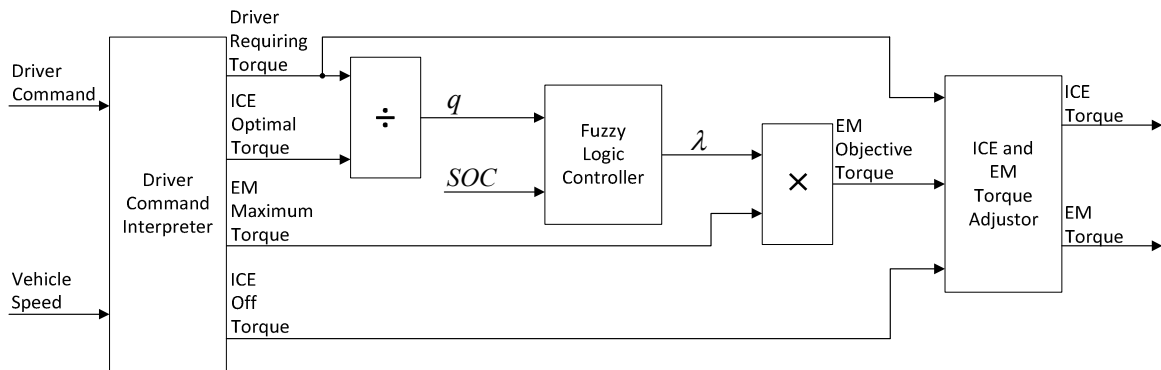 Driver
Command
Vehicle
Speed
Driver
Command
Interpreter
Driver
Requiring
Torque
ICE
Optimal
Torque
EM
Maximum
Torque
ICE
Off
Torque
÷
q
SOC
Fuzzy
Logic
Controller
λ
×
EM
Objective
Torque
ICE and
EM
Torque
Adjustor
ICE
Torque
EM
Torque